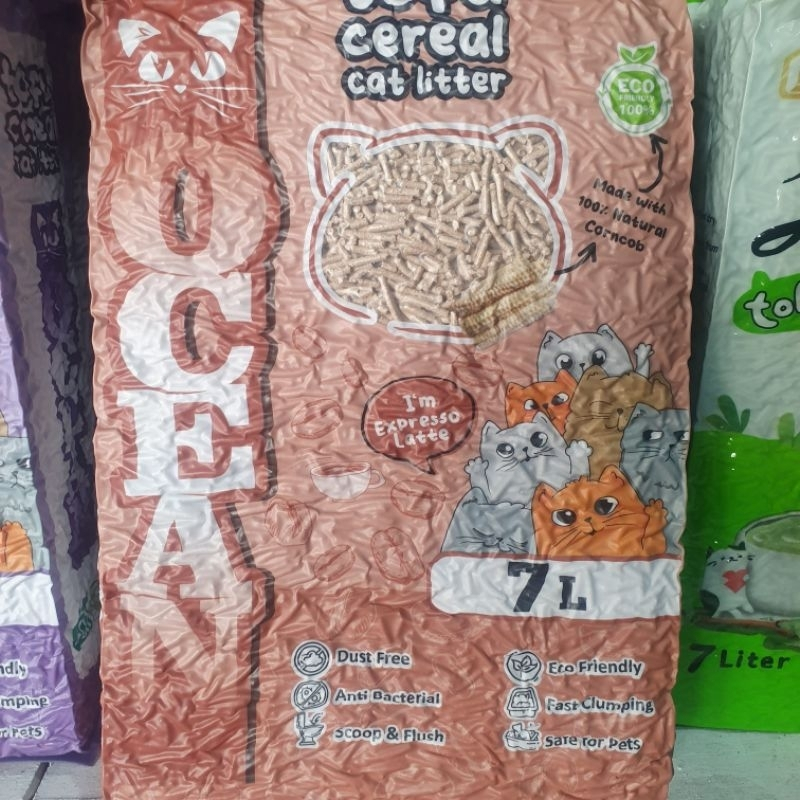 tofu
cereal
cat litter
ECO
FRIENDLY
100%
Made with
100% Natural
Corncob
OCEAN
I'm
Expresso
Latte
7L
Dust Free
Anti Bacterial
Scoop & Flush
Eco Friendly
Fast Clumping
Safe for Pets
7 Liter